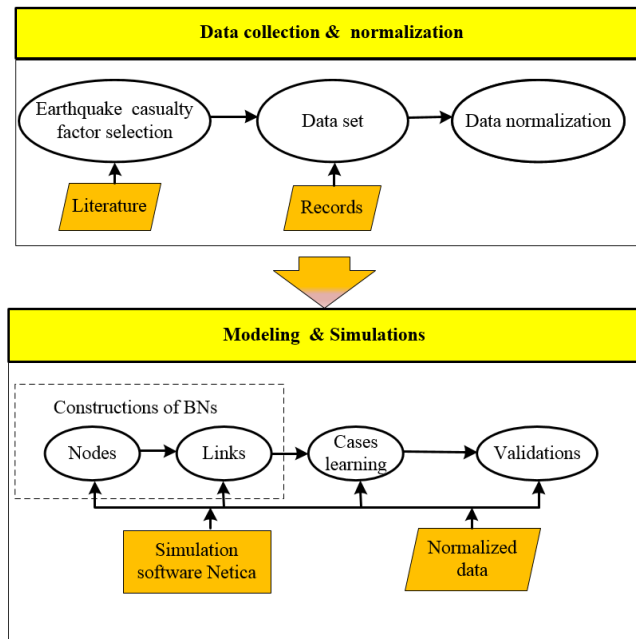 Data collection & normalization
Earthquake casualty
factor selection
Data set
Data normalization
Literature
Records
Modeling & Simulations
Constructions of BNs
Nodes
Links
Cases
learning
Validations
Simulation
software Netica
Normalized
data